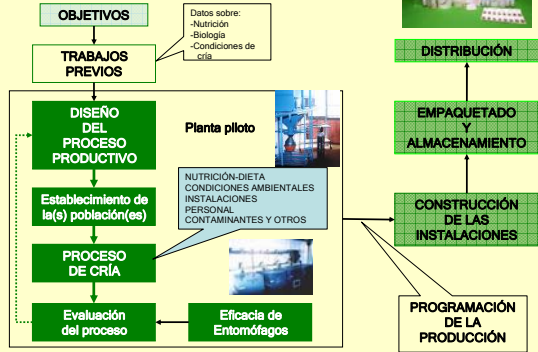 OBJETIVOS
Datos sobre:
-Nutrición
-Biología
-Condiciones de
cría
TRABAJOS
PREVIOS
DISEÑO
DEL
PROCESO
PRODUCTIVO
Planta piloto
NUTRICIÓN-DIETA
CONDICIONES AMBIENTALES
INSTALACIONES
PERSONAL
CONTAMINANTES Y OTROS
Establecimiento de
la(s) población(es)
PROCESO
DE CRÍA
Evaluación
del proceso
Eficacia de
Entomófagos
DISTRIBUCIÓN
EMPAQUETADO
Y
ALMACENAMIENTO
CONSTRUCCIÓN
DE LAS
INSTALACIONES
PROGRAMACIÓN
DE LA
PRODUCCIÓN